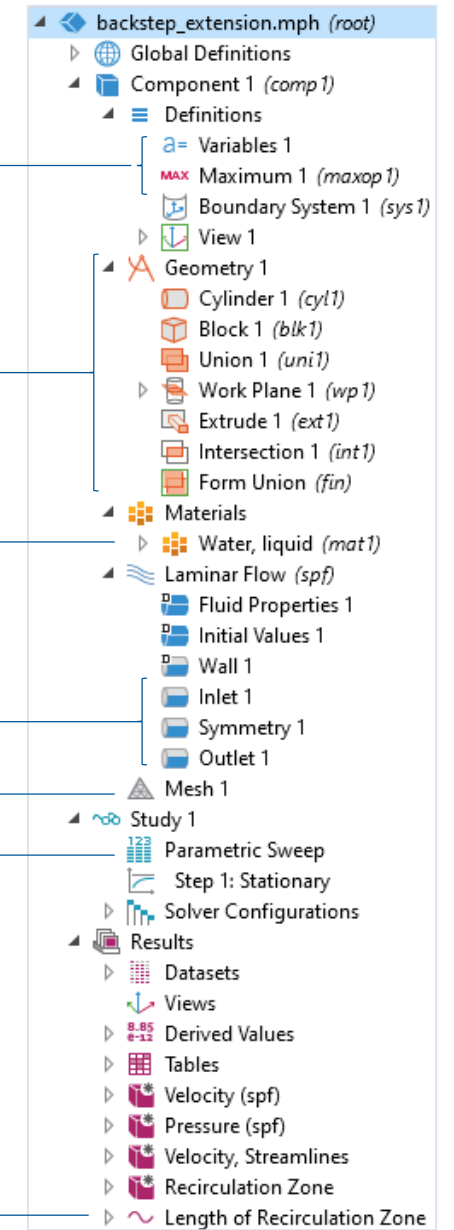 backstep_extension.mph (root)
Global Definitions
Component 1 (comp1)
Definitions
a= Variables 1
MAX Maximum 1 (maxop1)
Boundary System 1 (sys1)
View 1
Geometry 1
Cylinder 1 (cyl1)
Block 1 (blk1)
Union 1 (uni1)
Work Plane 1 (wp1)
Extrude 1 (ext1)
Intersection 1 (int1)
Form Union (fin)
Materials
Water, liquid (mat1)
Laminar Flow (spf)
D Fluid Properties 1
D Initial Values 1
D Wall 1
Inlet 1
Symmetry 1
Outlet 1
Mesh 1
Study 1
123 Parametric Sweep
Step 1: Stationary
Solver Configurations
Results
Datasets
Views
8.85 e-12 Derived Values
Tables
Velocity (spf)
Pressure (spf)
Velocity, Streamlines
Recirculation Zone
Length of Recirculation Zone